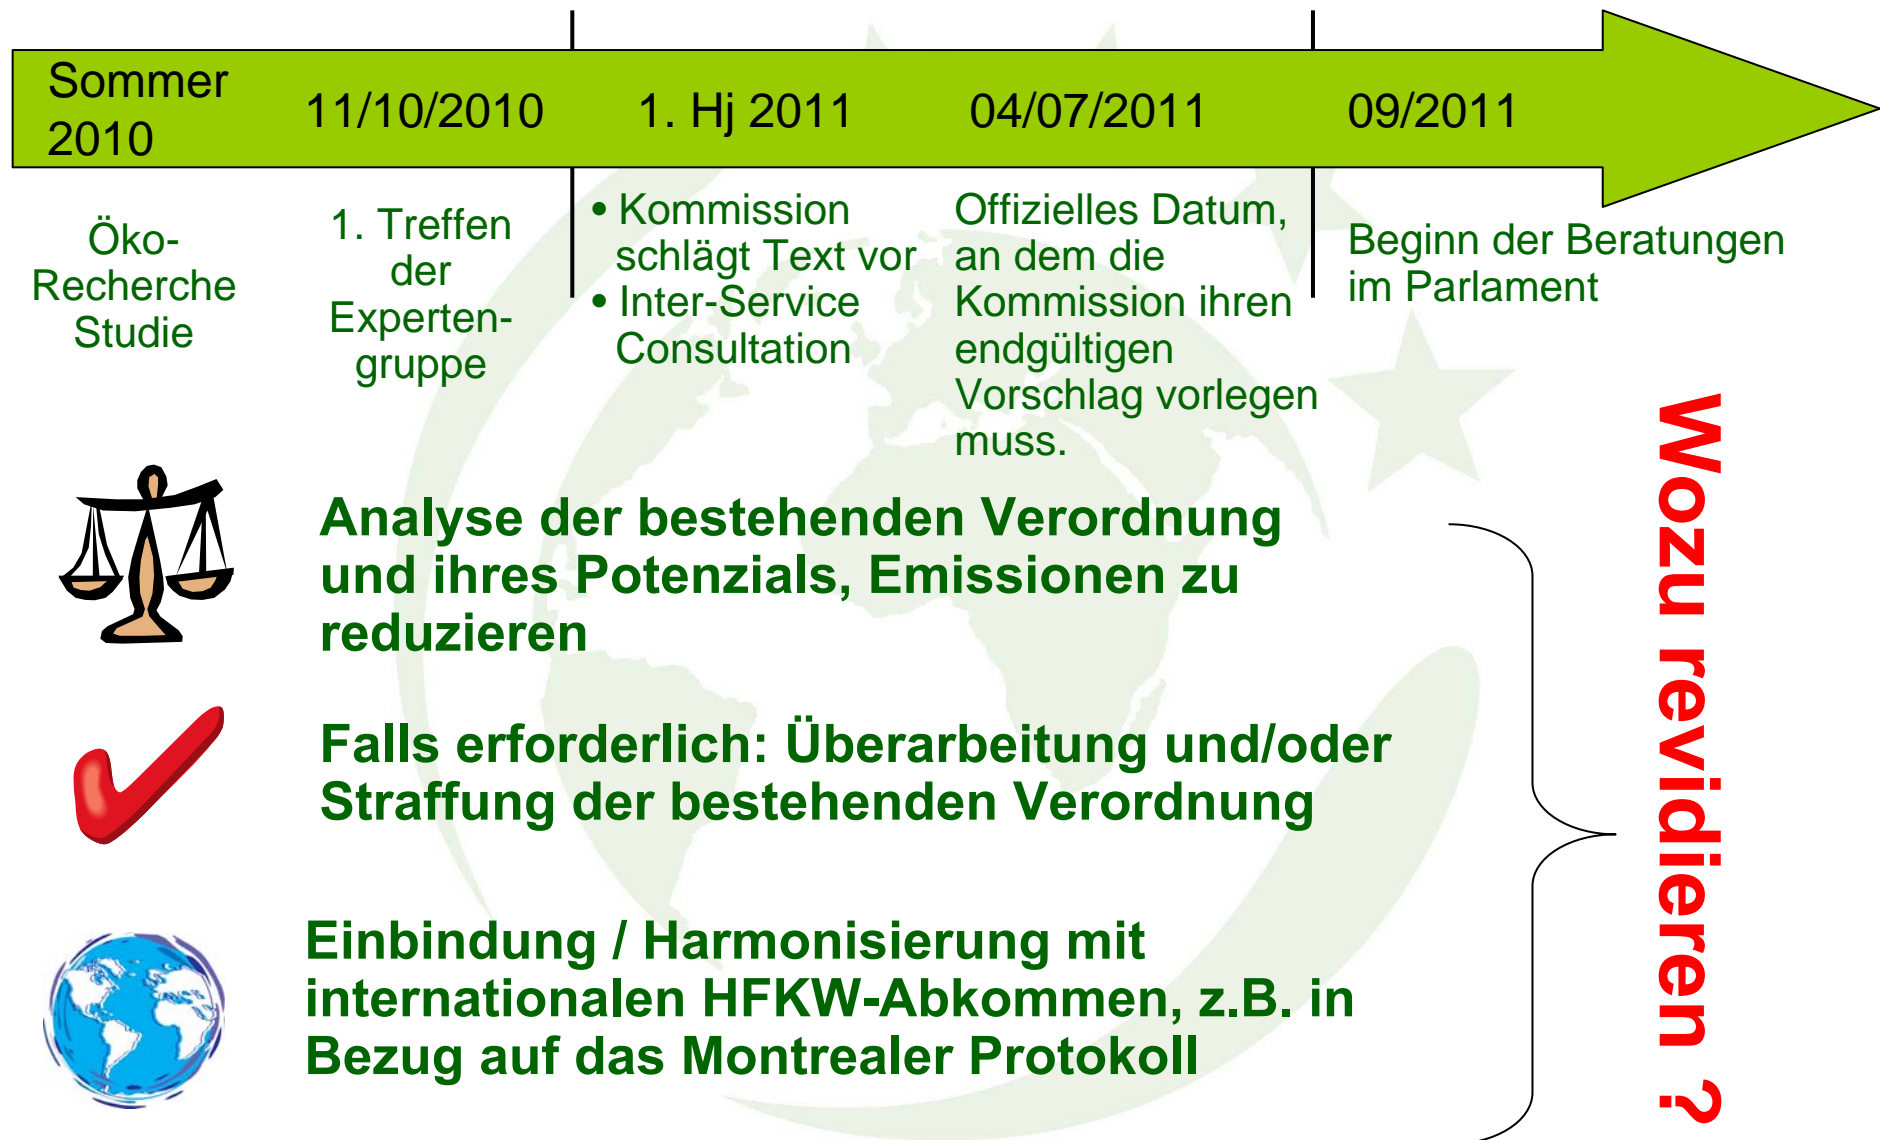 Sommer
2010
11/10/2010
1. Hj 2011
04/07/2011
09/2011
Öko-
Recherche
Studie
1. Treffen
der
Experten-
gruppe
• Kommission
schlägt Text vor
• Inter-Service
Consultation
Offizielles Datum,
an dem die
Kommission ihren
endgültigen
Vorschlag vorlegen
muss.
Beginn der Beratungen
im Parlament
Analyse der bestehenden Verordnung
und ihres Potenzials, Emissionen zu
reduzieren
Falls erforderlich: Überarbeitung und/oder
Straffung der bestehenden Verordnung
Einbindung / Harmonisierung mit
internationalen HFKW-Abkommen, z.B. in
Bezug auf das Montrealer Protokoll
Wozu revidieren ?